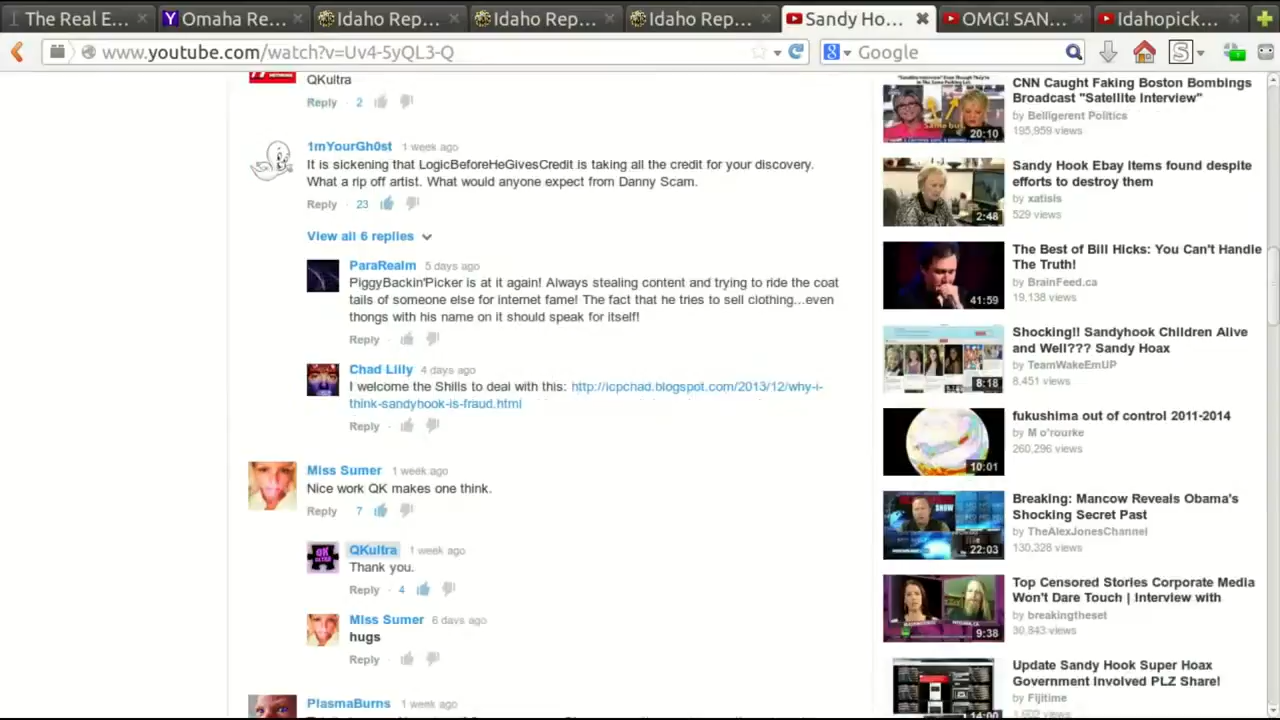 The Real E...
Omaha Re...
Idaho Rep...
Idaho Rep...
Idaho Rep...
Sandy Ho...
OMG! SAN...
Idahopick...
www.youtube.com/watch?v=Uv4-5yQL3-Q
Google
QKultra
Reply · 2
1mYourGh0st 1 week ago
It is sickening that LogicBeforeHeGivesCredit is taking all the credit for your discovery.
What a rip off artist. What would anyone expect from Danny Scam.
Reply · 23
View all 6 replies
ParaRealm 5 days ago
PiggyBackin'Picker is at it again! Always stealing content and trying to ride the coat
tails of someone else for internet fame! The fact that he tries to sell clothing...even
thongs with his name on it should speak for itself!
Reply ·
Chad Lilly 4 days ago
I welcome the Shills to deal with this: http://icpchad.blogspot.com/2013/12/why-i-
think-sandyhook-is-fraud.html
Reply ·
Miss Sumer 1 week ago
Nice work QK makes one think.
Reply · 7
QKultra 1 week ago
Thank you.
Reply · 4
Miss Sumer 6 days ago
hugs
Reply ·
PlasmaBurns 1 week ago
CNN Caught Faking Boston Bombings
Broadcast "Satellite Interview"
by Belligerent Politics
195,959 views
20:10
Sandy Hook Ebay Items found despite
efforts to destroy them
by xatisis
529 views
2:48
The Best of Bill Hicks: You Can't Handle
The Truth!
by BrainFeed.ca
19,138 views
41:59
Shocking!! Sandyhook Children Alive
and Well??? Sandy Hoax
by TeamWakeEmUP
8,451 views
8:18
fukushima out of control 2011-2014
by M o'rourke
260,296 views
10:01
Breaking: Mancow Reveals Obama's
Shocking Secret Past
by TheAlexJonesChannel
130,328 views
22:03
Top Censored Stories Corporate Media
Won't Dare Touch | Interview with
by breakingtheset
30,843 views
9:38
Update Sandy Hook Super Hoax
Government Involved PLZ Share!
by Fijitime
14:00